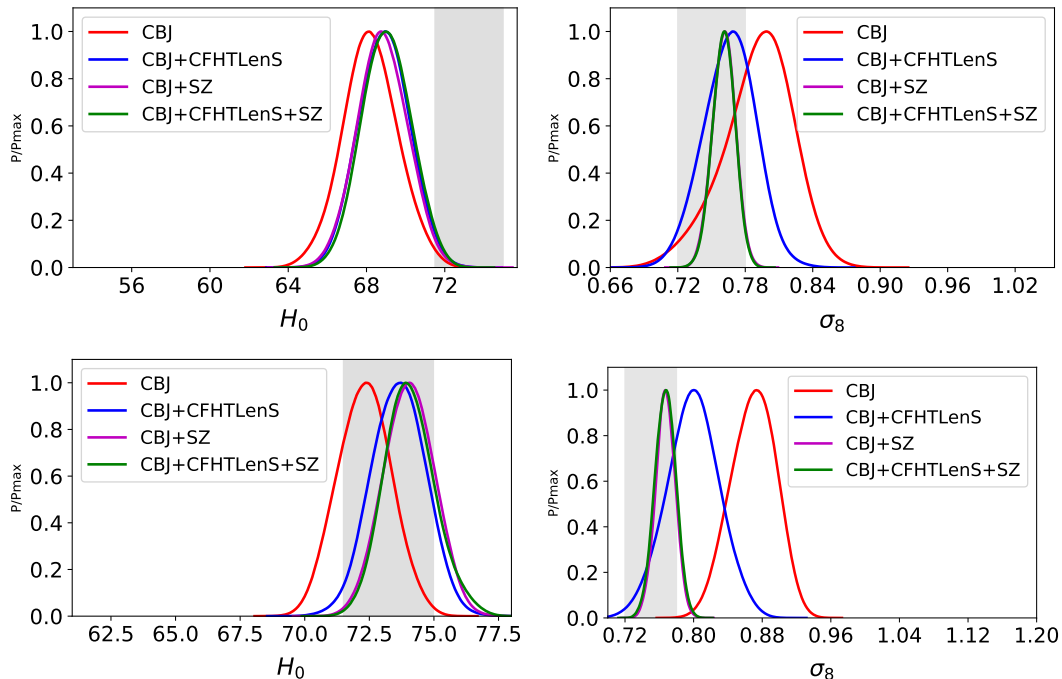 1.0
0.8
0.6
0.4
0.2
0.0
P/Pmax
CBJ
CBJ+CFHTLenS
CBJ+SZ
CBJ+CFHTLenS+SZ
56 60 64 68 72
H₀
1.0
0.8
0.6
0.4
0.2
0.0
P/Pmax
CBJ
CBJ+CFHTLenS
CBJ+SZ
CBJ+CFHTLenS+SZ
0.66 0.72 0.78 0.84 0.90 0.96 1.02
σ₈
1.0
0.8
0.6
0.4
0.2
0.0
P/Pmax
CBJ
CBJ+CFHTLenS
CBJ+SZ
CBJ+CFHTLenS+SZ
62.5 65.0 67.5 70.0 72.5 75.0 77.5
H₀
1.0
0.8
0.6
0.4
0.2
0.0
P/Pmax
CBJ
CBJ+CFHTLenS
CBJ+SZ
CBJ+CFHTLenS+SZ
0.72 0.80 0.88 0.96 1.04 1.12 1.20
σ₈